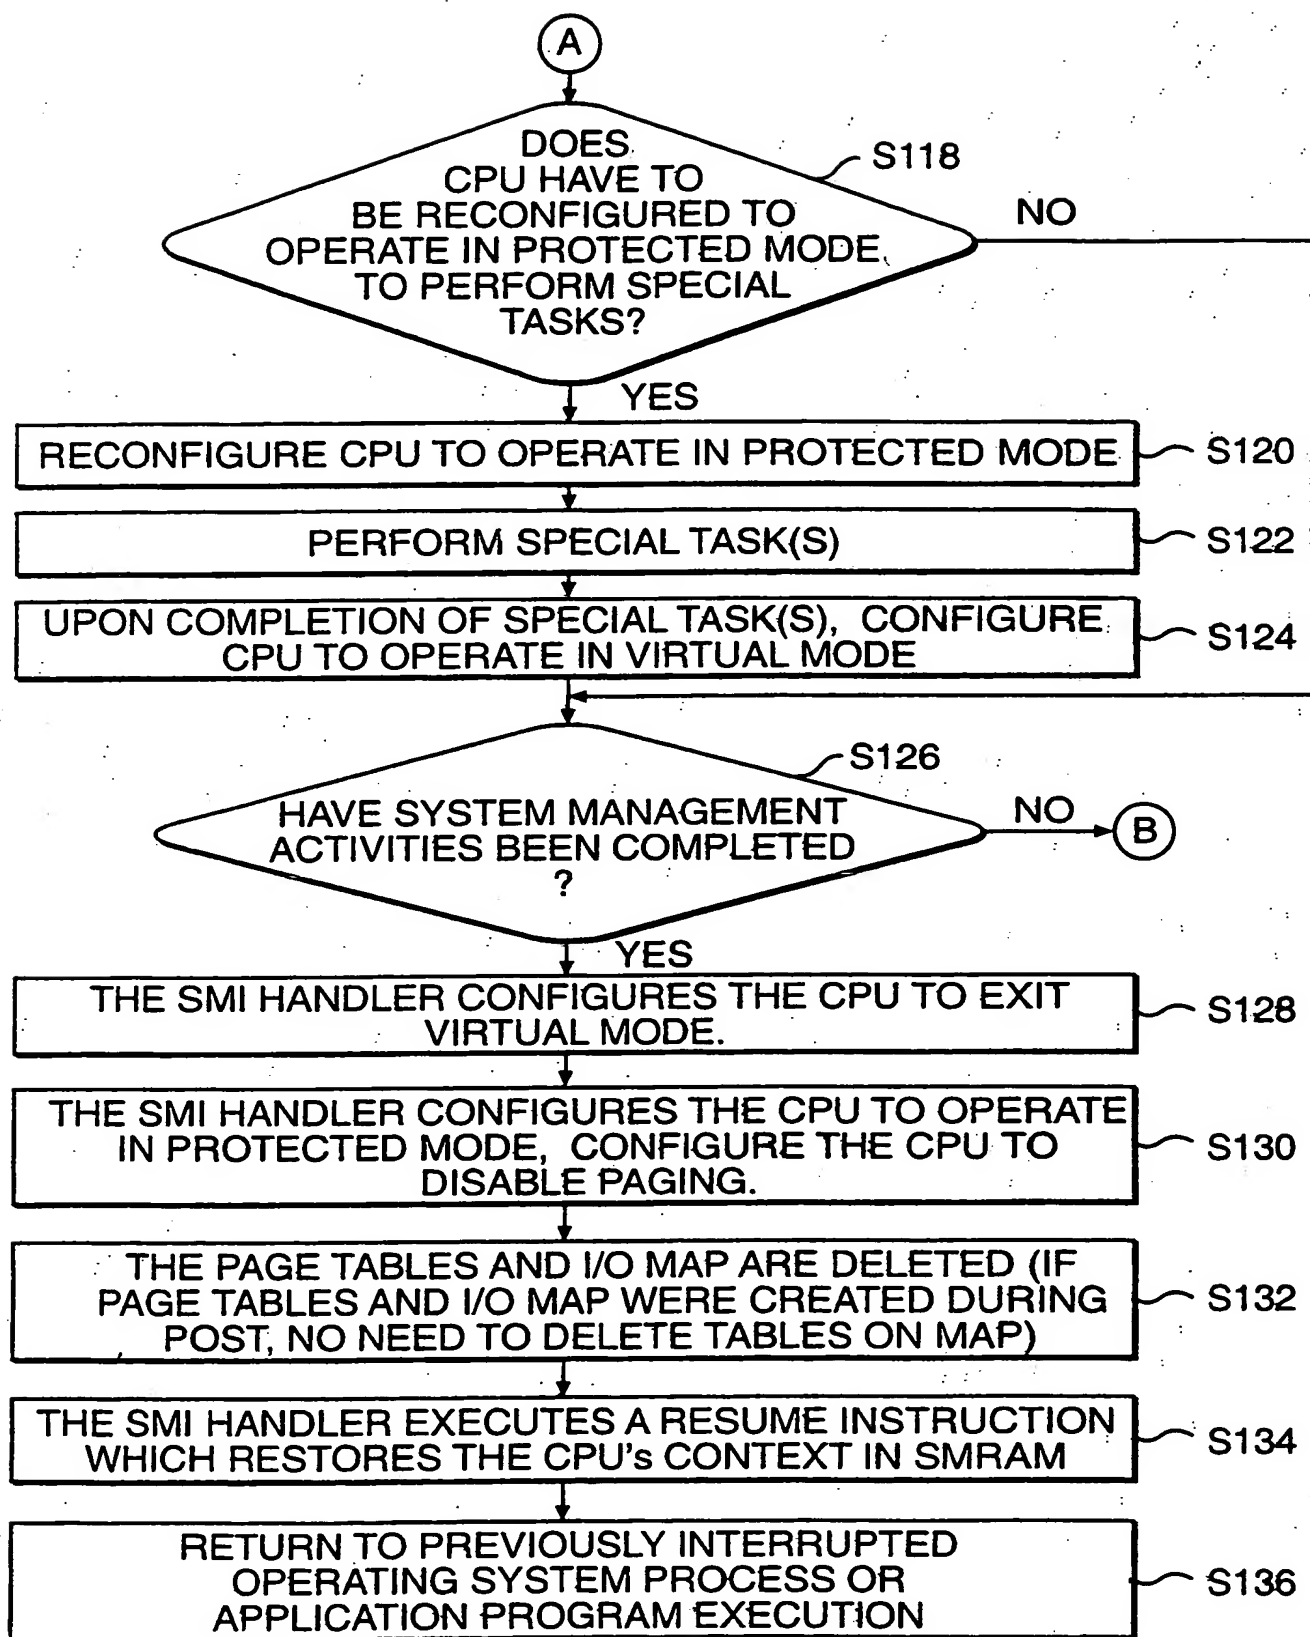 A
DOES
CPU HAVE TO
BE RECONFIGURED TO
OPERATE IN PROTECTED MODE
TO PERFORM SPECIAL
TASKS?
S118
NO
YES
RECONFIGURE CPU TO OPERATE IN PROTECTED MODE
S120
PERFORM SPECIAL TASK(S)
S122
UPON COMPLETION OF SPECIAL TASK(S), CONFIGURE
CPU TO OPERATE IN VIRTUAL MODE
S124
S126
HAVE SYSTEM MANAGEMENT
ACTIVITIES BEEN COMPLETED
?
NO
B
YES
THE SMI HANDLER CONFIGURES THE CPU TO EXIT
VIRTUAL MODE.
S128
THE SMI HANDLER CONFIGURES THE CPU TO OPERATE
IN PROTECTED MODE, CONFIGURE THE CPU TO
DISABLE PAGING.
S130
THE PAGE TABLES AND I/O MAP ARE DELETED (IF
PAGE TABLES AND I/O MAP WERE CREATED DURING
POST, NO NEED TO DELETE TABLES ON MAP)
S132
THE SMI HANDLER EXECUTES A RESUME INSTRUCTION
WHICH RESTORES THE CPU's CONTEXT IN SMRAM
S134
RETURN TO PREVIOUSLY INTERRUPTED
OPERATING SYSTEM PROCESS OR
APPLICATION PROGRAM EXECUTION
S136